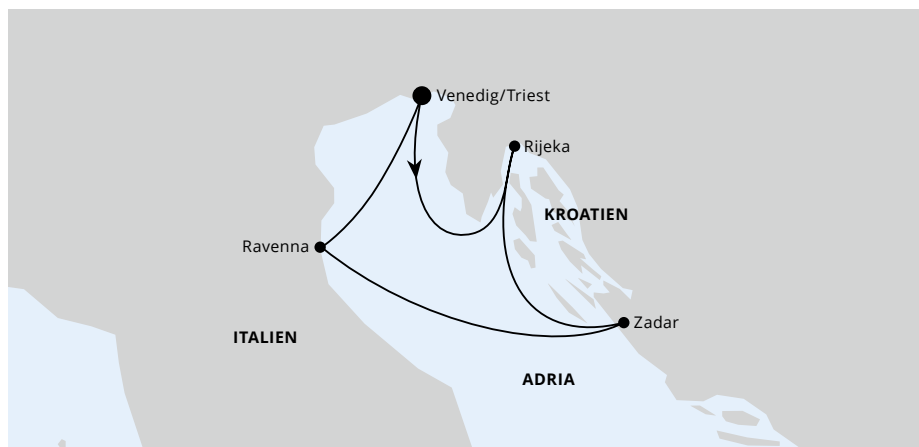 Venedig/Triest
Rijeka
KROATIEN
Ravenna
Zadar
ITALIEN
ADRIA